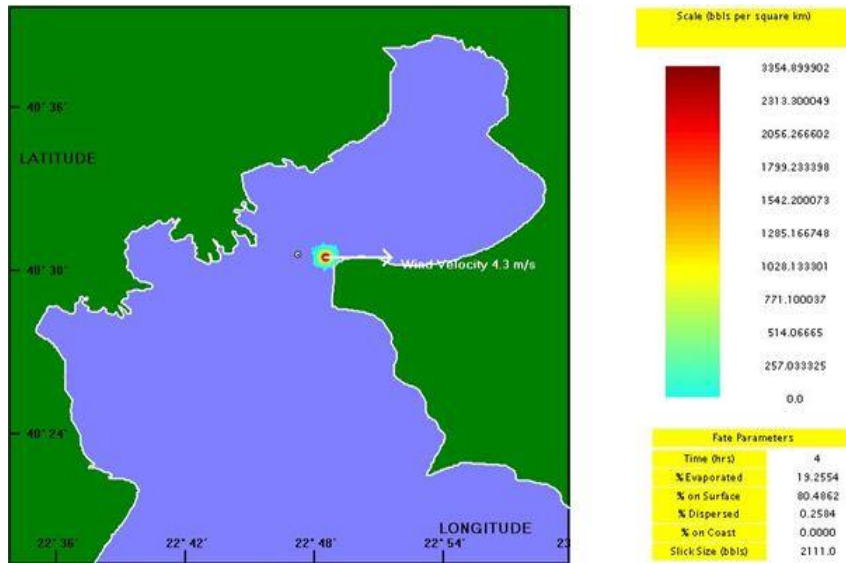 Scale (bbls per square km)
3354.899902
2313.300049
2056.266602
1799.233398
1542.200073
1285.166748
1028.133301
771.100037
514.06665
257.033325
0.0
40° 36'
LATITUDE
40° 30'
Wind Velocity 4.3 m/s
40° 24'
LONGITUDE
22° 36' 22° 42' 22° 48' 22° 54' 23
Fate Parameters
Time (hrs) 4
% Evaporated 19.2554
% on Surface 80.4862
% Dispersed 0.2584
% on Coast 0.0000
Slick Size (bbls) 2111.0